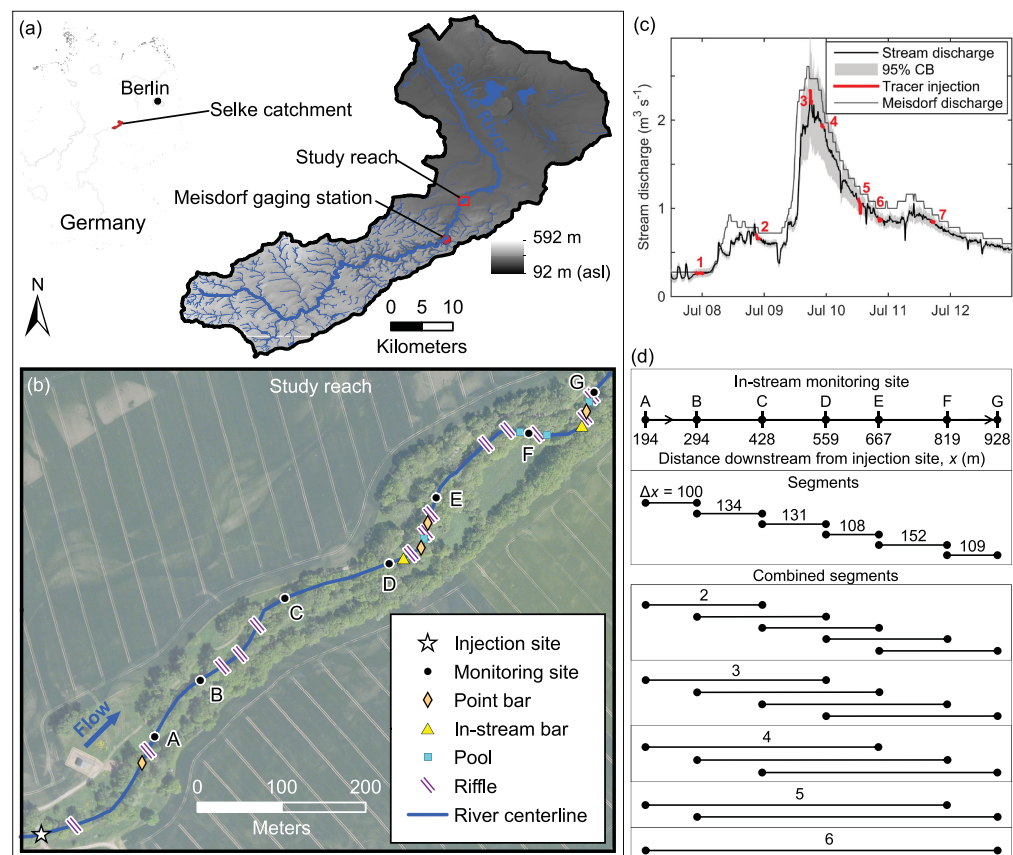 (a)
Berlin
Selke catchment
Germany
N
Selke River
Study reach
Meisdorf gaging station
592 m
92 m (asl)
0 5 10
Kilometers
(b)
Study reach
G
F
E
D
C
B
A
Flow
0 100 200
Meters
Injection site
Monitoring site
Point bar
In-stream bar
Pool
Riffle
River centerline
(c)
Stream discharge
95% CB
Tracer injection
Meisdorf discharge
Stream discharge (m³ s⁻¹)
2
1
0
1
2
3
4
5
6
7
Jul 08 Jul 09 Jul 10 Jul 11 Jul 12
(d)
In-stream monitoring site
A B C D E F G
194 294 428 559 667 819 928
Distance downstream from injection site, x (m)
Segments
Δx = 100
134
131
108
152
109
Combined segments
2
3
4
5
6